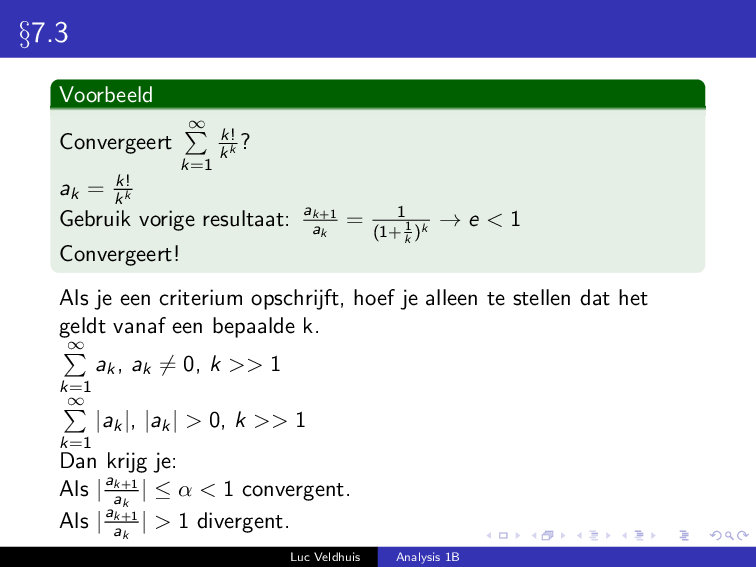 §7.3
Voorbeeld
Convergeert $\sum_{k=1}^{\infty} \frac{k!}{k^k}$?
$a_k = \frac{k!}{k^k}$
Gebruik vorige resultaat: $\frac{a_{k+1}}{a_k} = \frac{1}{(1+\frac{1}{k})^k} \to e < 1$
Convergeert!
Als je een criterium opschrijft, hoef je alleen te stellen dat het
geldt vanaf een bepaalde k.
$\sum_{k=1}^{\infty} a_k$, $a_k \neq 0$, $k >> 1$
$\sum_{k=1}^{\infty} |a_k|$, $|a_k| > 0$, $k >> 1$
Dan krijg je:
Als $|\frac{a_{k+1}}{a_k}| \leq \alpha < 1$ convergent.
Als $|\frac{a_{k+1}}{a_k}| > 1$ divergent.
Luc Veldhuis Analysis 1B